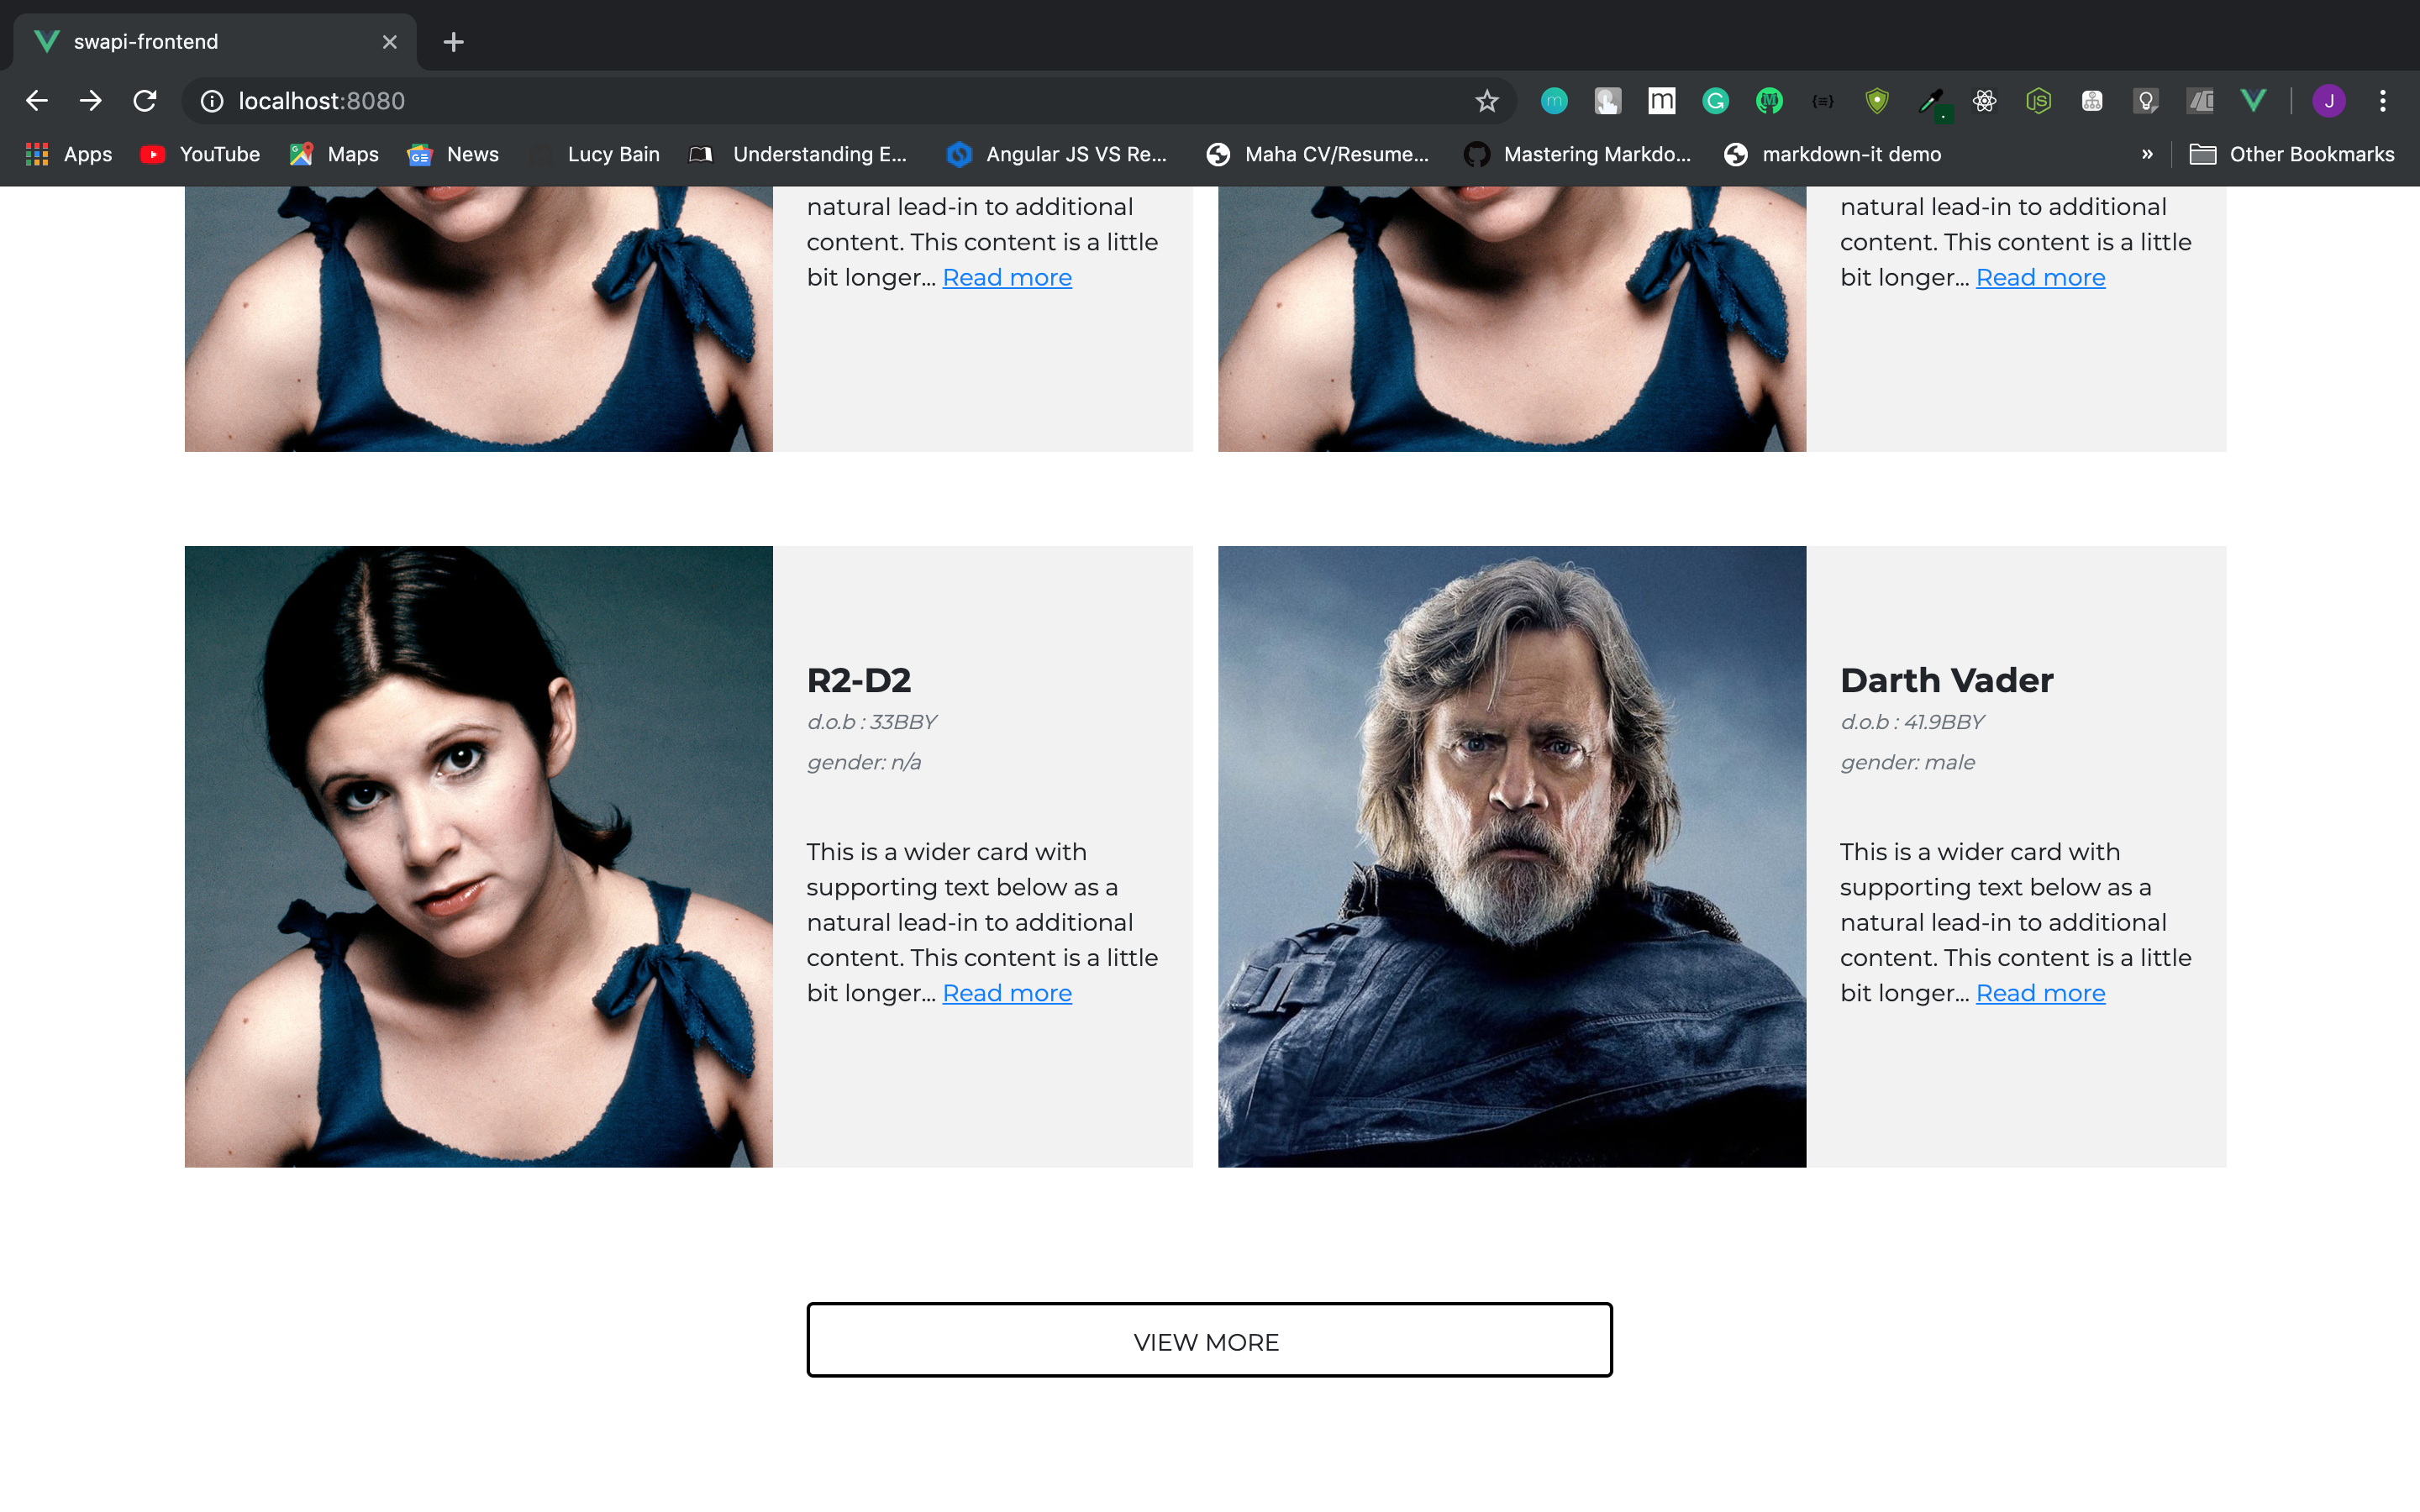 swapi-frontend
localhost:8080
m
m
G
M
{≡}
JS
J
Apps
YouTube
Maps
GE
News
Lucy Bain
Understanding E...
Angular JS VS Re...
Maha CV/Resume...
Mastering Markdo...
markdown-it demo
»
Other Bookmarks
natural lead-in to additional
content. This content is a little
bit longer... Read more
natural lead-in to additional
content. This content is a little
bit longer... Read more
R2-D2
d.o.b : 33BBY
gender: n/a
This is a wider card with
supporting text below as a
natural lead-in to additional
content. This content is a little
bit longer... Read more
Darth Vader
d.o.b : 41.9BBY
gender: male
This is a wider card with
supporting text below as a
natural lead-in to additional
content. This content is a little
bit longer... Read more
VIEW MORE